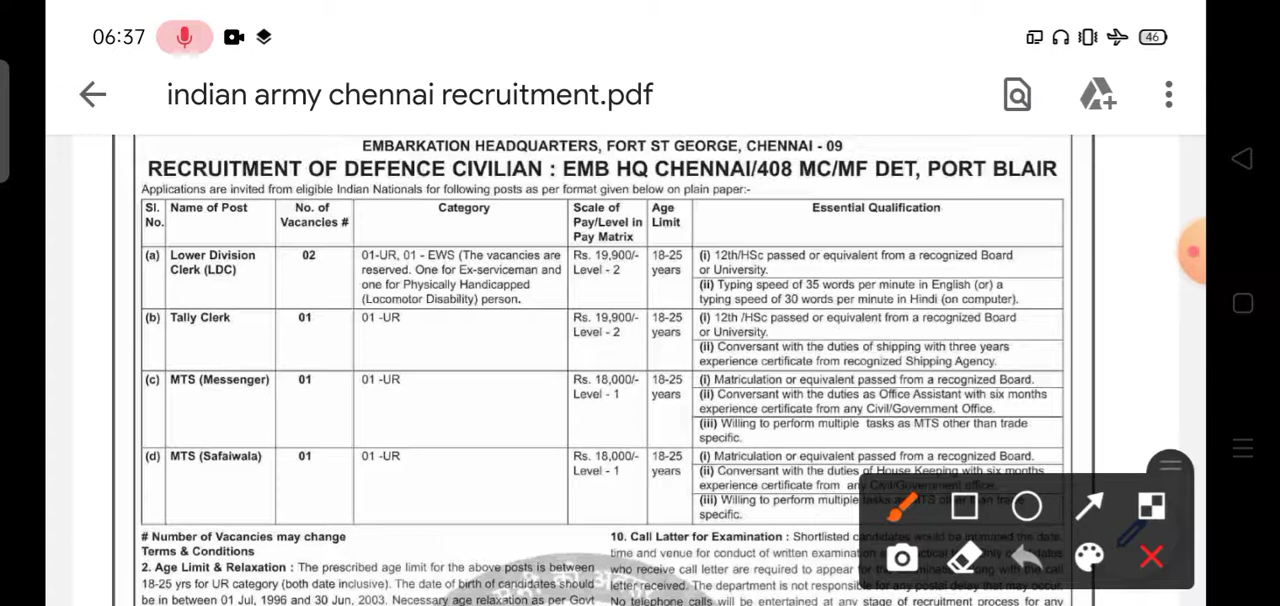 06:37
46
indian army chennai recruitment.pdf
EMBARKATION HEADQUARTERS, FORT ST GEORGE, CHENNAI - 09
RECRUITMENT OF DEFENCE CIVILIAN : EMB HQ CHENNAI/408 MC/MF DET, PORT BLAIR
Applications are invited from eligible Indian Nationals for following posts as per format given below on plain paper:-
Sl. No. Name of Post No. of Vacancies # Category Scale of Pay/Level in Pay Matrix Age Limit Essential Qualification
(a) Lower Division Clerk (LDC) 02 01-UR, 01 - EWS (The vacancies are reserved. One for Ex-serviceman and one for Physically Handicapped (Locomotor Disability) person. Rs. 19,900/- Level - 2 18-25 years (i) 12th/HSc passed or equivalent from a recognized Board or University.
(ii) Typing speed of 35 words per minute in English (or) a typing speed of 30 words per minute in Hindi (on computer).
(b) Tally Clerk 01 01 -UR Rs. 19,900/- Level - 2 18-25 years (i) 12th /HSc passed or equivalent from a recognized Board or University.
(ii) Conversant with the duties of shipping with three years experience certificate from recognized Shipping Agency.
(c) MTS (Messenger) 01 01 -UR Rs. 18,000/- Level - 1 18-25 years (i) Matriculation or equivalent passed from a recognized Board.
(ii) Conversant with the duties as Office Assistant with six months experience certificate from any Civil/Government Office.
(iii) Willing to perform multiple tasks as MTS other than trade specific.
(d) MTS (Safaiwala) 01 01 -UR Rs. 18,000/- Level - 1 18-25 years (i) Matriculation or equivalent passed from a recognized Board.
(ii) Conversant with the duties of House Keeping with six months experience certificate from any Civil/Government office.
(iii) Willing to perform multiple tasks as MTS other than trade specific.
# Number of Vacancies may change
Terms & Conditions
2. Age Limit & Relaxation : The prescribed age limit for the above posts is between
18-25 yrs for UR category (both date inclusive). The date of birth of candidates should
be in between 01 Jul, 1996 and 30 Jun, 2003. Necessary age relaxation as per Govt
10. Call Letter for Examination : Shortlisted candidates would be intimated the date,
time and venue for conduct of written examination
who receive call letter are required to appear for the
letter received. The department is not responsible for any postal delay that may occur.
No telephone calls will be entertained at any stage of recruitment process for any